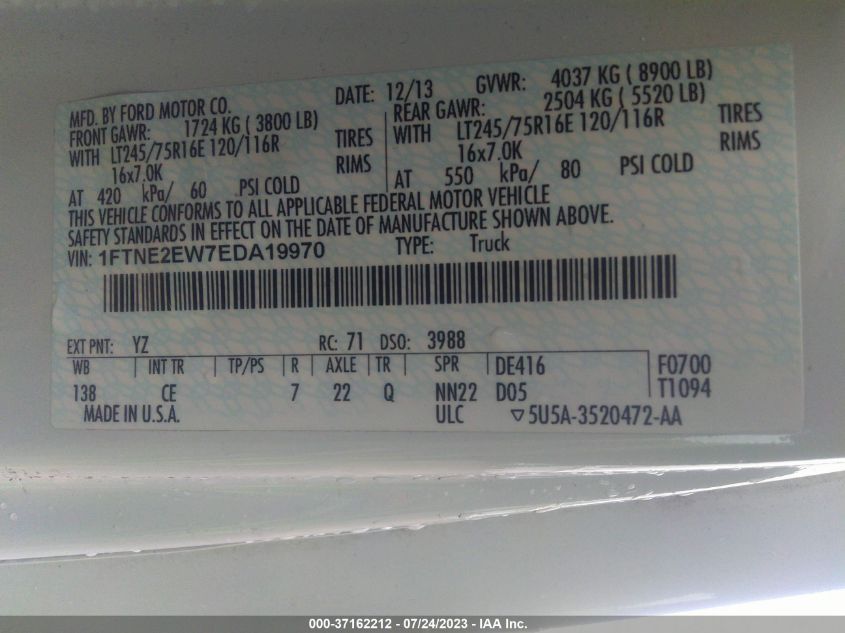 MFD. BY FORD MOTOR CO. DATE: 12/13 GVWR: 4037 KG ( 8900 LB)
FRONT GAWR: 1724 KG ( 3800 LB) REAR GAWR: 2504 KG ( 5520 LB)
WITH LT245/75R16E 120/116R TIRES WITH LT245/75R16E 120/116R TIRES
16x7.0K RIMS 16x7.0K RIMS
AT 420 kPa/ 60 PSI COLD AT 550 kPa/ 80 PSI COLD
THIS VEHICLE CONFORMS TO ALL APPLICABLE FEDERAL MOTOR VEHICLE
SAFETY STANDARDS IN EFFECT ON THE DATE OF MANUFACTURE SHOWN ABOVE.
VIN: 1FTNE2EW7EDA19970 TYPE: Truck
EXT PNT: YZ RC: 71 DSO: 3988
WB INT TR TP/PS R AXLE TR SPR DE416 F0700
138 CE 7 22 Q NN22 D05 T1094
MADE IN U.S.A. ULC ▽5U5A-3520472-AA
000-37162212 - 07/24/2023 - IAA Inc.